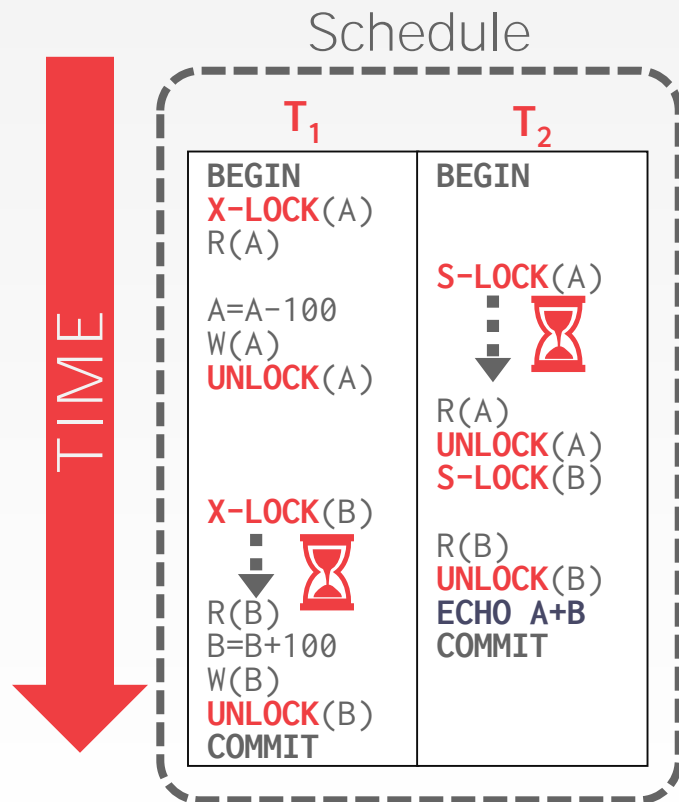 Schedule
TIME
T1
BEGIN
X-LOCK(A)
R(A)
A=A-100
W(A)
UNLOCK(A)
X-LOCK(B)
R(B)
B=B+100
W(B)
UNLOCK(B)
COMMIT
T2
BEGIN
S-LOCK(A)
R(A)
UNLOCK(A)
S-LOCK(B)
R(B)
UNLOCK(B)
ECHO A+B
COMMIT